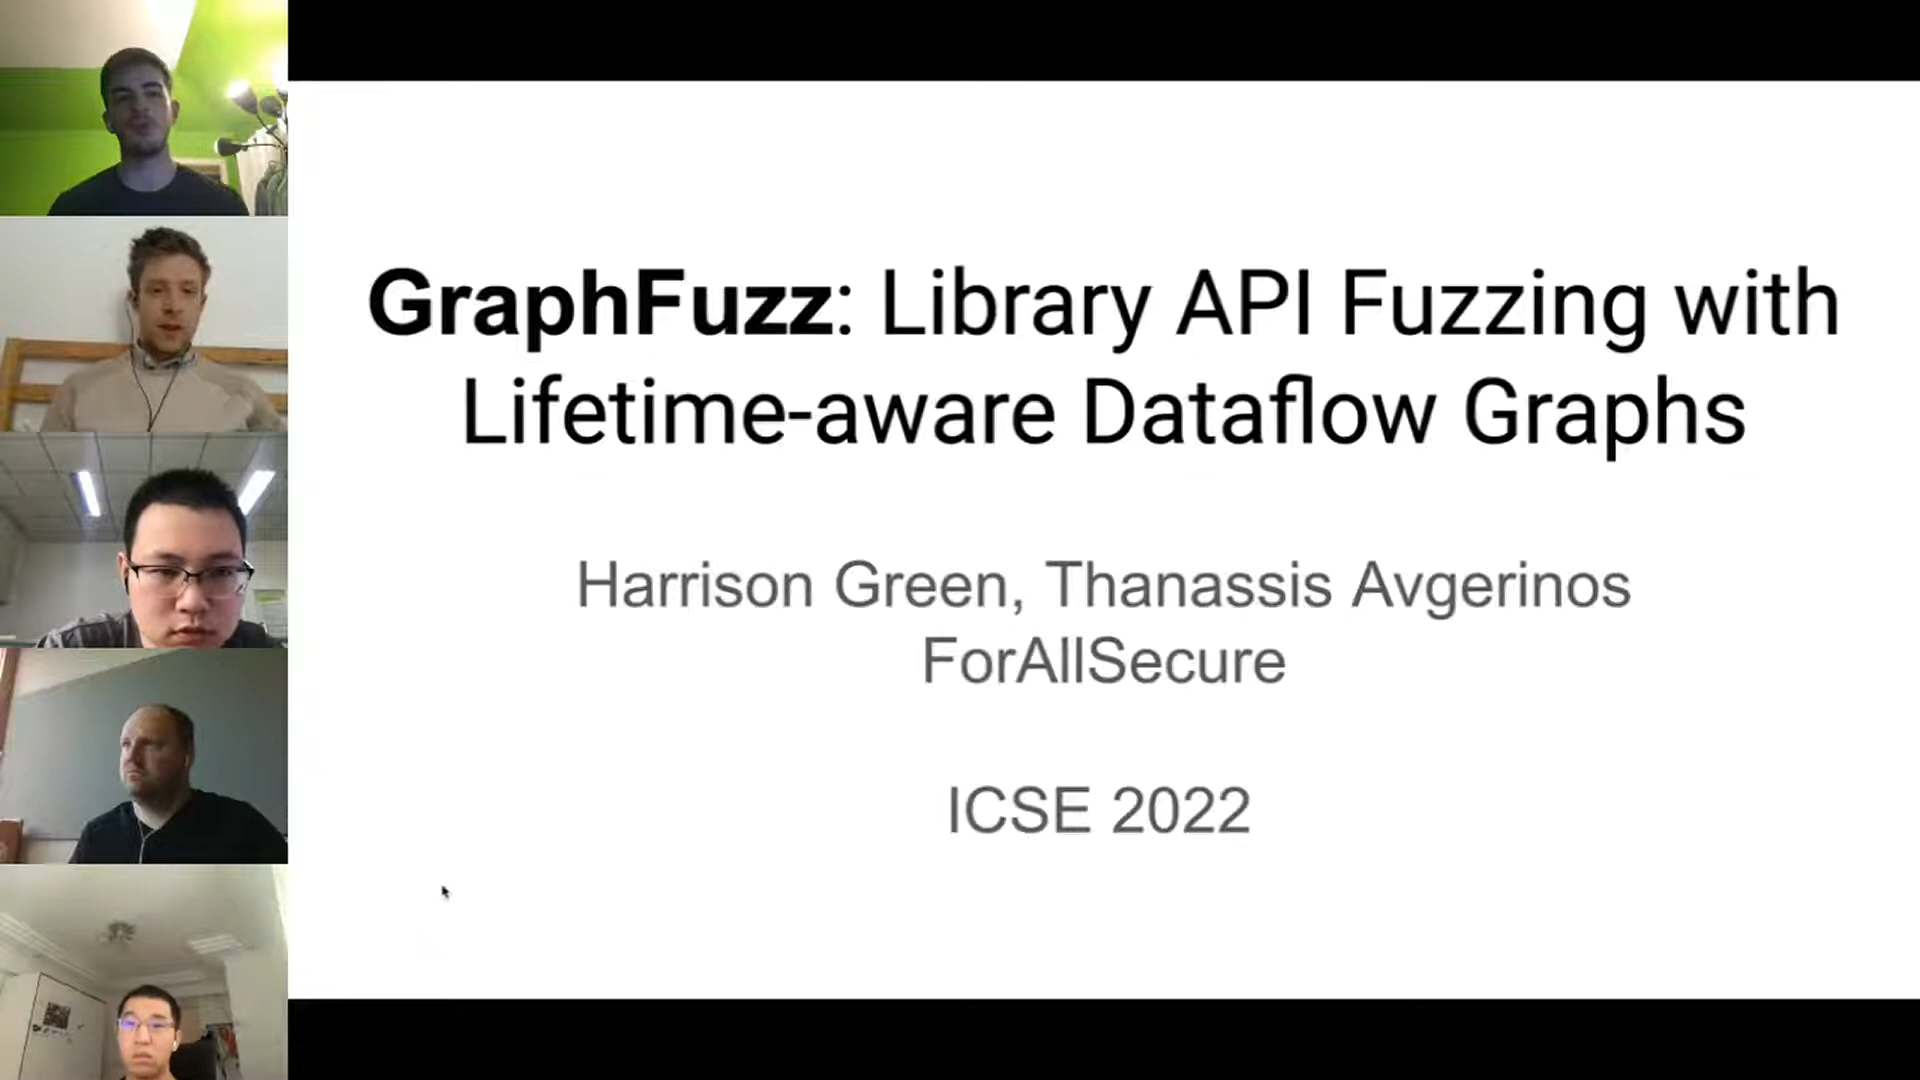 GraphFuzz: Library API Fuzzing with
Lifetime-aware Dataflow Graphs
Harrison Green, Thanassis Avgerinos
ForAllSecure
ICSE 2022